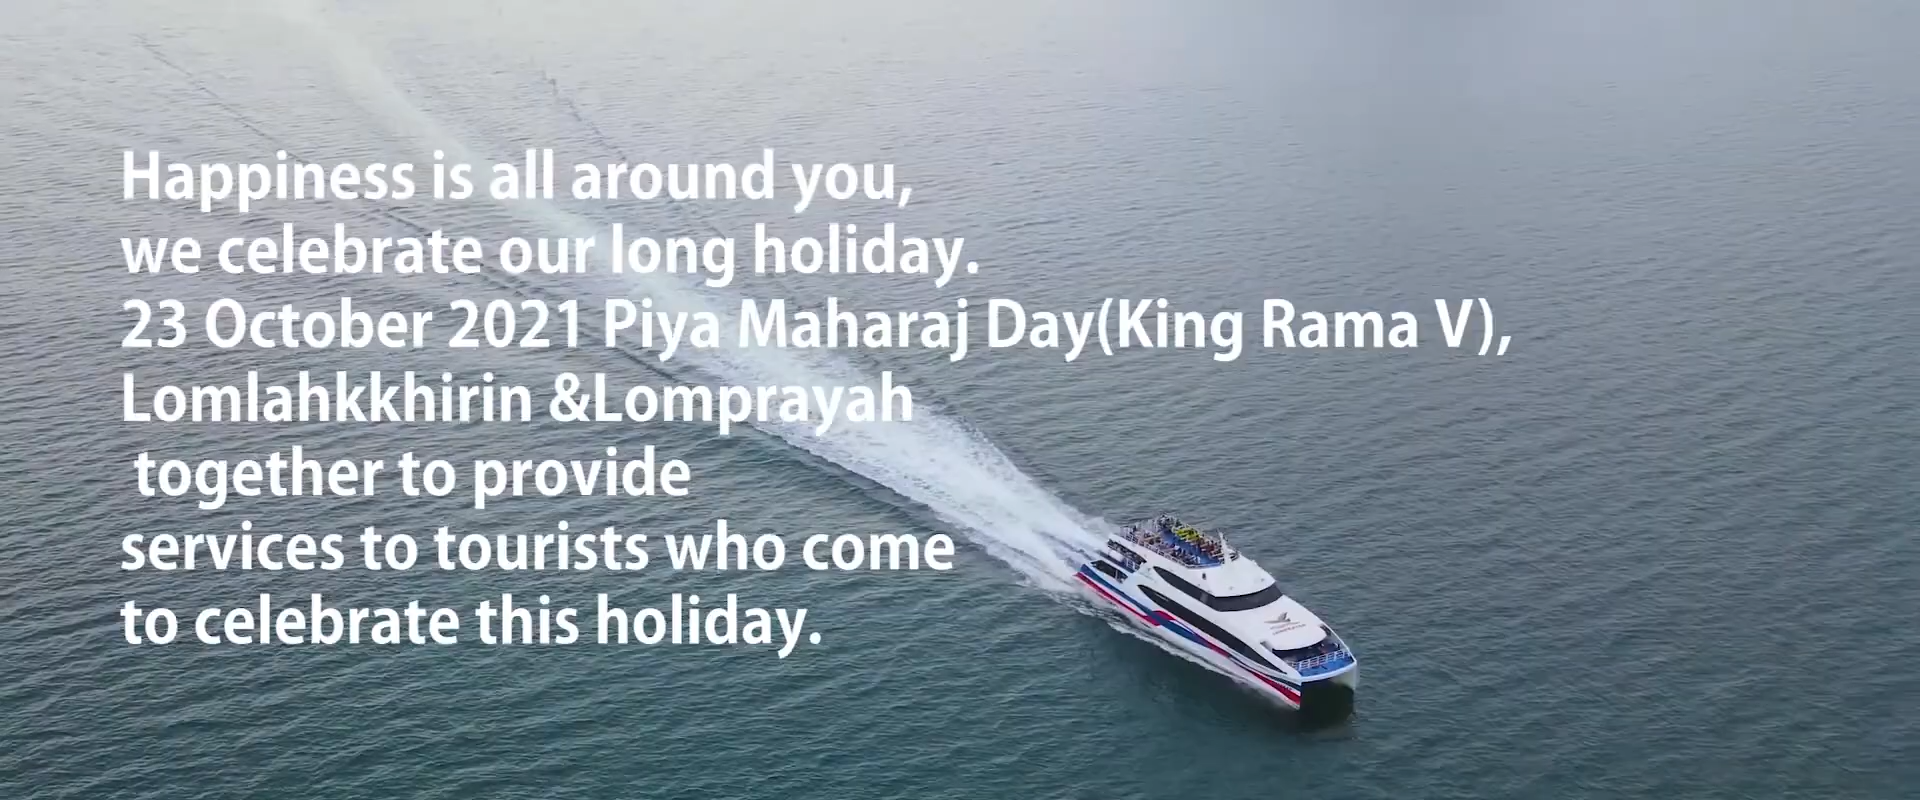 Happiness is all around you,
we celebrate our long holiday.
23 October 2021 Piya Maharaj Day(King Rama V),
Lomlahkkhirin &Lomprayah
together to provide
services to tourists who come
to celebrate this holiday.